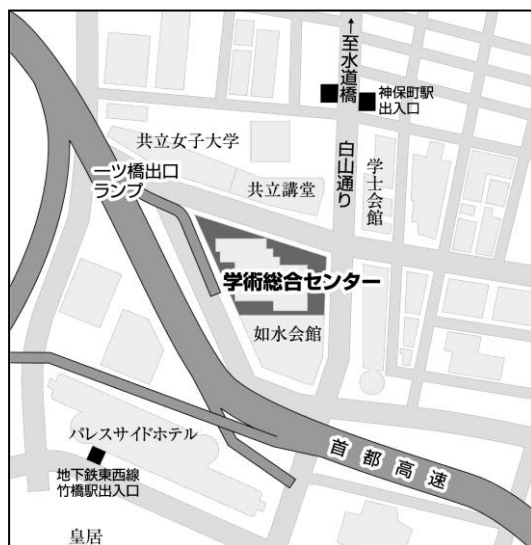 ↑至水道橋
神保町駅
出入口
共立女子大学
白山通り
学士会館
一ツ橋出口
ランプ
共立講堂
学術総合センター
如水会館
パレスサイドホテル
首都高速
地下鉄東西線
竹橋駅出入口
皇居